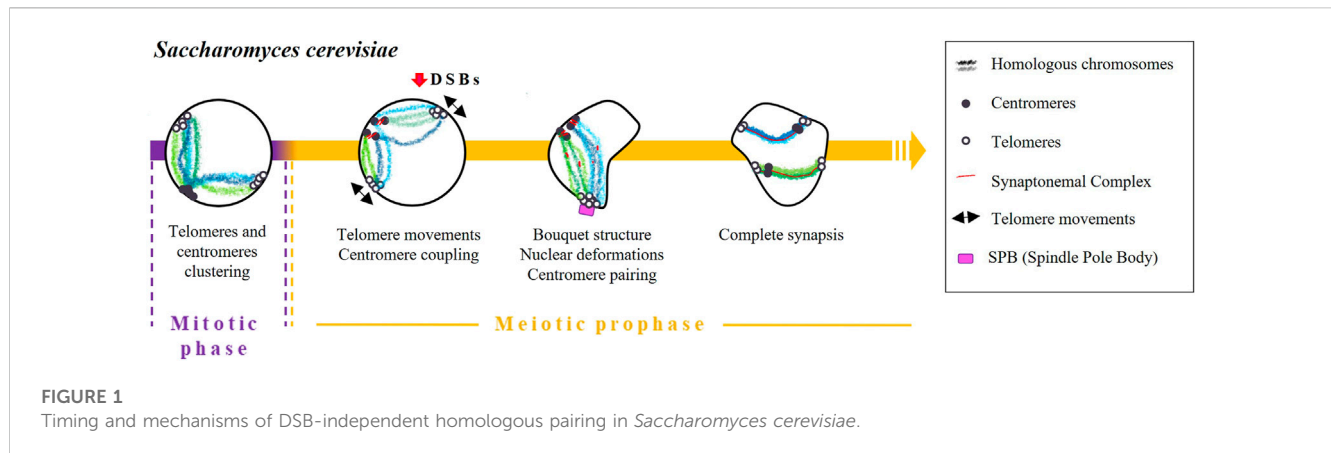 Saccharomyces cerevisiae
DSBs
Telomeres and
centromeres
clustering
Telomere movements
Centromere coupling
Bouquet structure
Nuclear deformations
Centromere pairing
Complete synapsis
Mitotic
phase
Meiotic prophase
Homologous chromosomes
Centromeres
Telomeres
Synaptonemal Complex
Telomere movements
SPB (Spindle Pole Body)
FIGURE 1
Timing and mechanisms of DSB-independent homologous pairing in Saccharomyces cerevisiae.